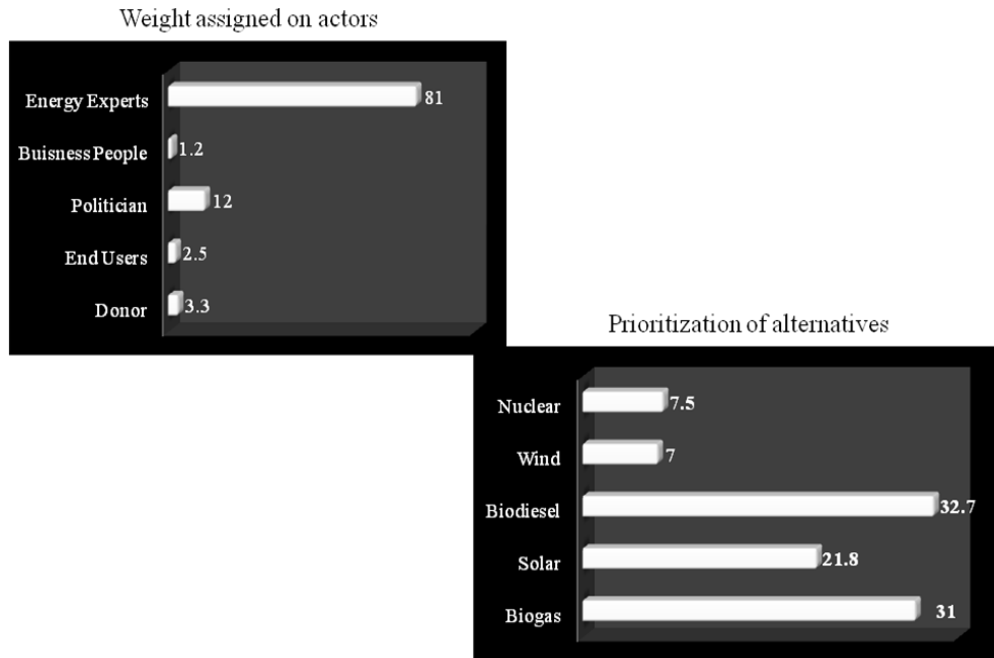 Weight assigned on actors
Energy Experts 81
Buisness People 1.2
Politician 12
End Users 2.5
Donor 3.3
Prioritization of alternatives
Nuclear 7.5
Wind 7
Biodiesel 32.7
Solar 21.8
Biogas 31